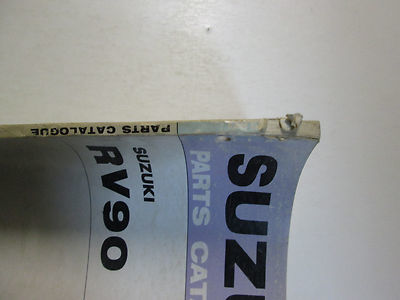 PARTS CATALOGUE
SUZU
PARTS CAT
SUZUKI
RV90